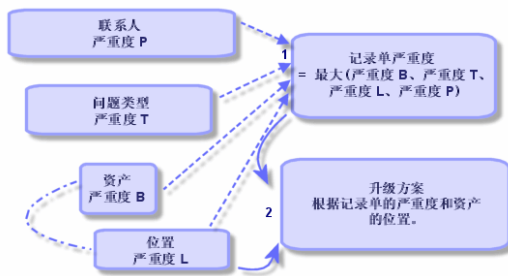 联系人
严重度 P
问题类型
严重度 T
资产
严重度 B
位置
严重度 L
1
记录单严重度
= 最大(严重度 B、严重度 T、
严重度 L、严重度 P)
2
升级方案
根据记录单的严重度和资产
的位置。